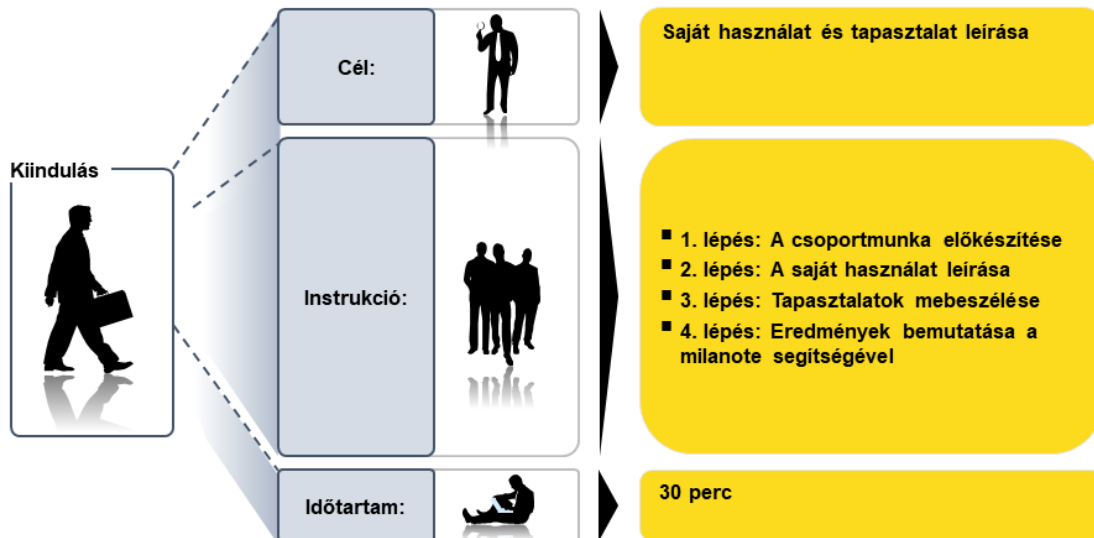 Kiindulás
Cél:
Saját használat és tapasztalat leírása
Instrukció:
▪ 1. lépés: A csoportmunka előkészítése
▪ 2. lépés: A saját használat leírása
▪ 3. lépés: Tapasztalatok mebeszélése
▪ 4. lépés: Eredmények bemutatása a
milanote segítségével
Időtartam:
30 perc